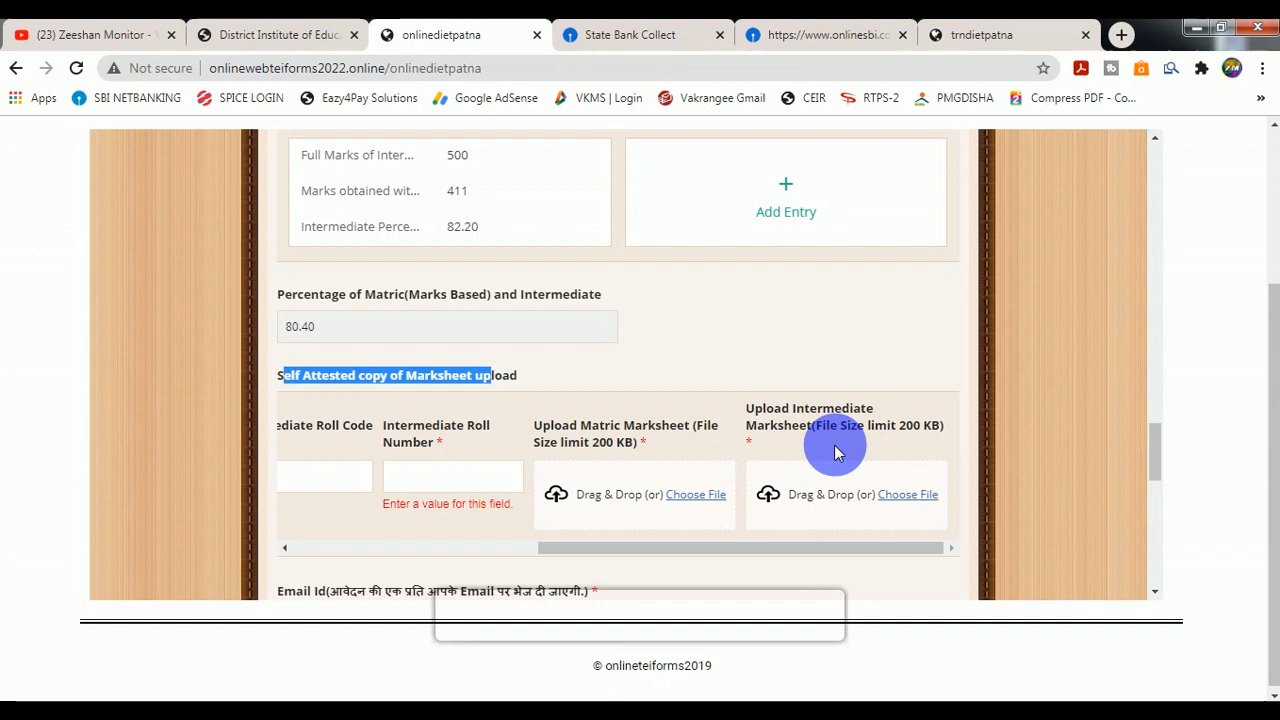 (23) Zeeshan Monitor -
District Institute of Educ
onlinedietpatna
State Bank Collect
https://www.onlinesbi.co
trndietpatna
Not secure
onlinewebteiforms2022.online/onlinedietpatna
Apps
SBI NETBANKING
SPICE LOGIN
Eazy4Pay Solutions
Google AdSense
VKMS | Login
Vakrangee Gmail
CEIR
RTPS-2
PMGDISHA
Compress PDF - Co...
»
Full Marks of Inter... 500
Marks obtained wit... 411
Intermediate Perce... 82.20
+
Add Entry
Percentage of Matric(Marks Based) and Intermediate
80.40
Self Attested copy of Marksheet upload
ediate Roll Code
Intermediate Roll
Number *
Upload Matric Marksheet (File
Size limit 200 KB) *
Upload Intermediate
Marksheet(File Size limit 200 KB)
*
Enter a value for this field.
Drag & Drop (or) Choose File
Drag & Drop (or) Choose File
Email Id(आवेदन की एक प्रति आपके Email पर भेज दी जाएगी.) *
© onlineteiforms2019